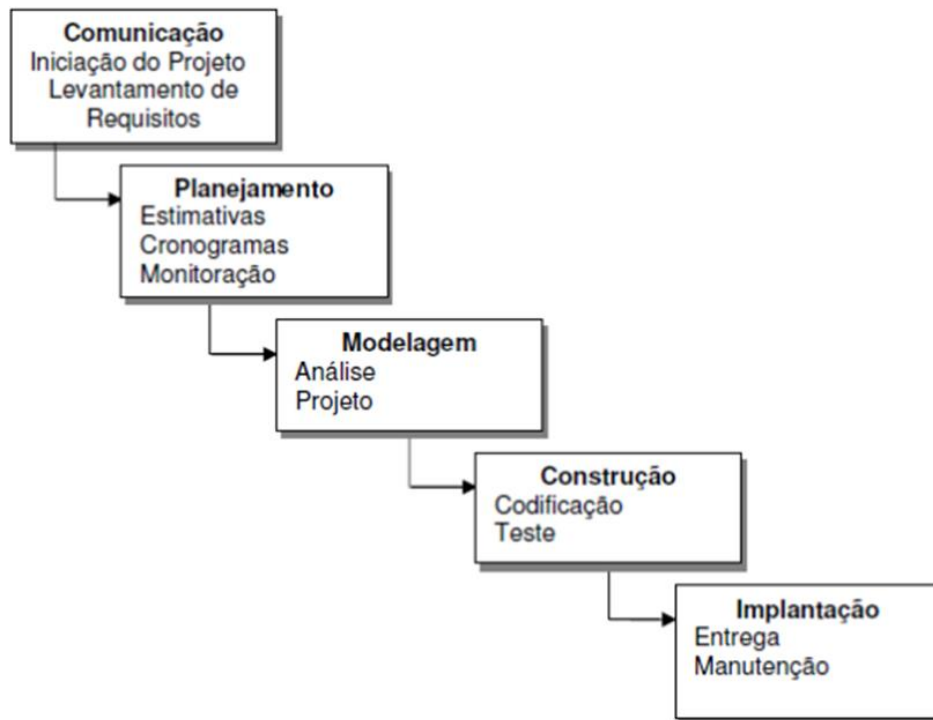 Comunicação
Iniciação do Projeto
Levantamento de
Requisitos
Planejamento
Estimativas
Cronogramas
Monitoração
Modelagem
Análise
Projeto
Construção
Codificação
Teste
Implantação
Entrega
Manutenção